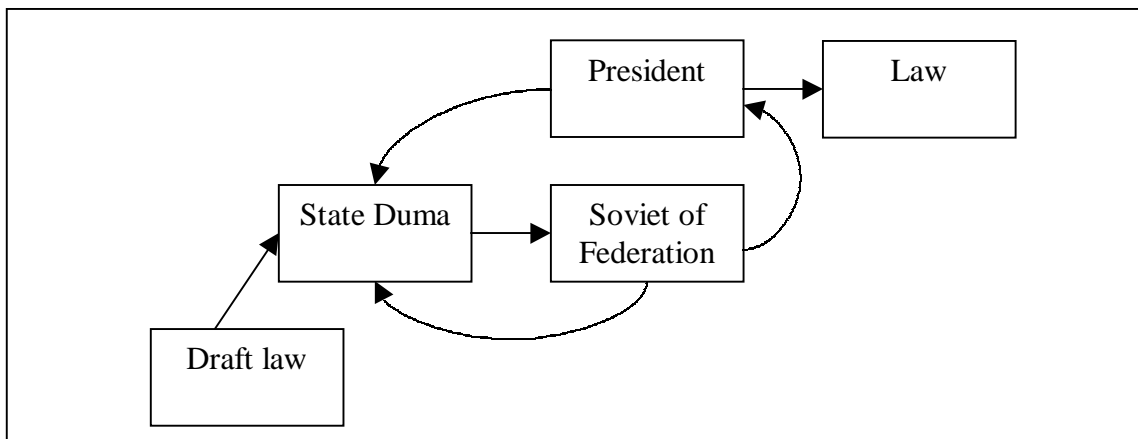 President
Law
State Duma
Soviet of
Federation
Draft law